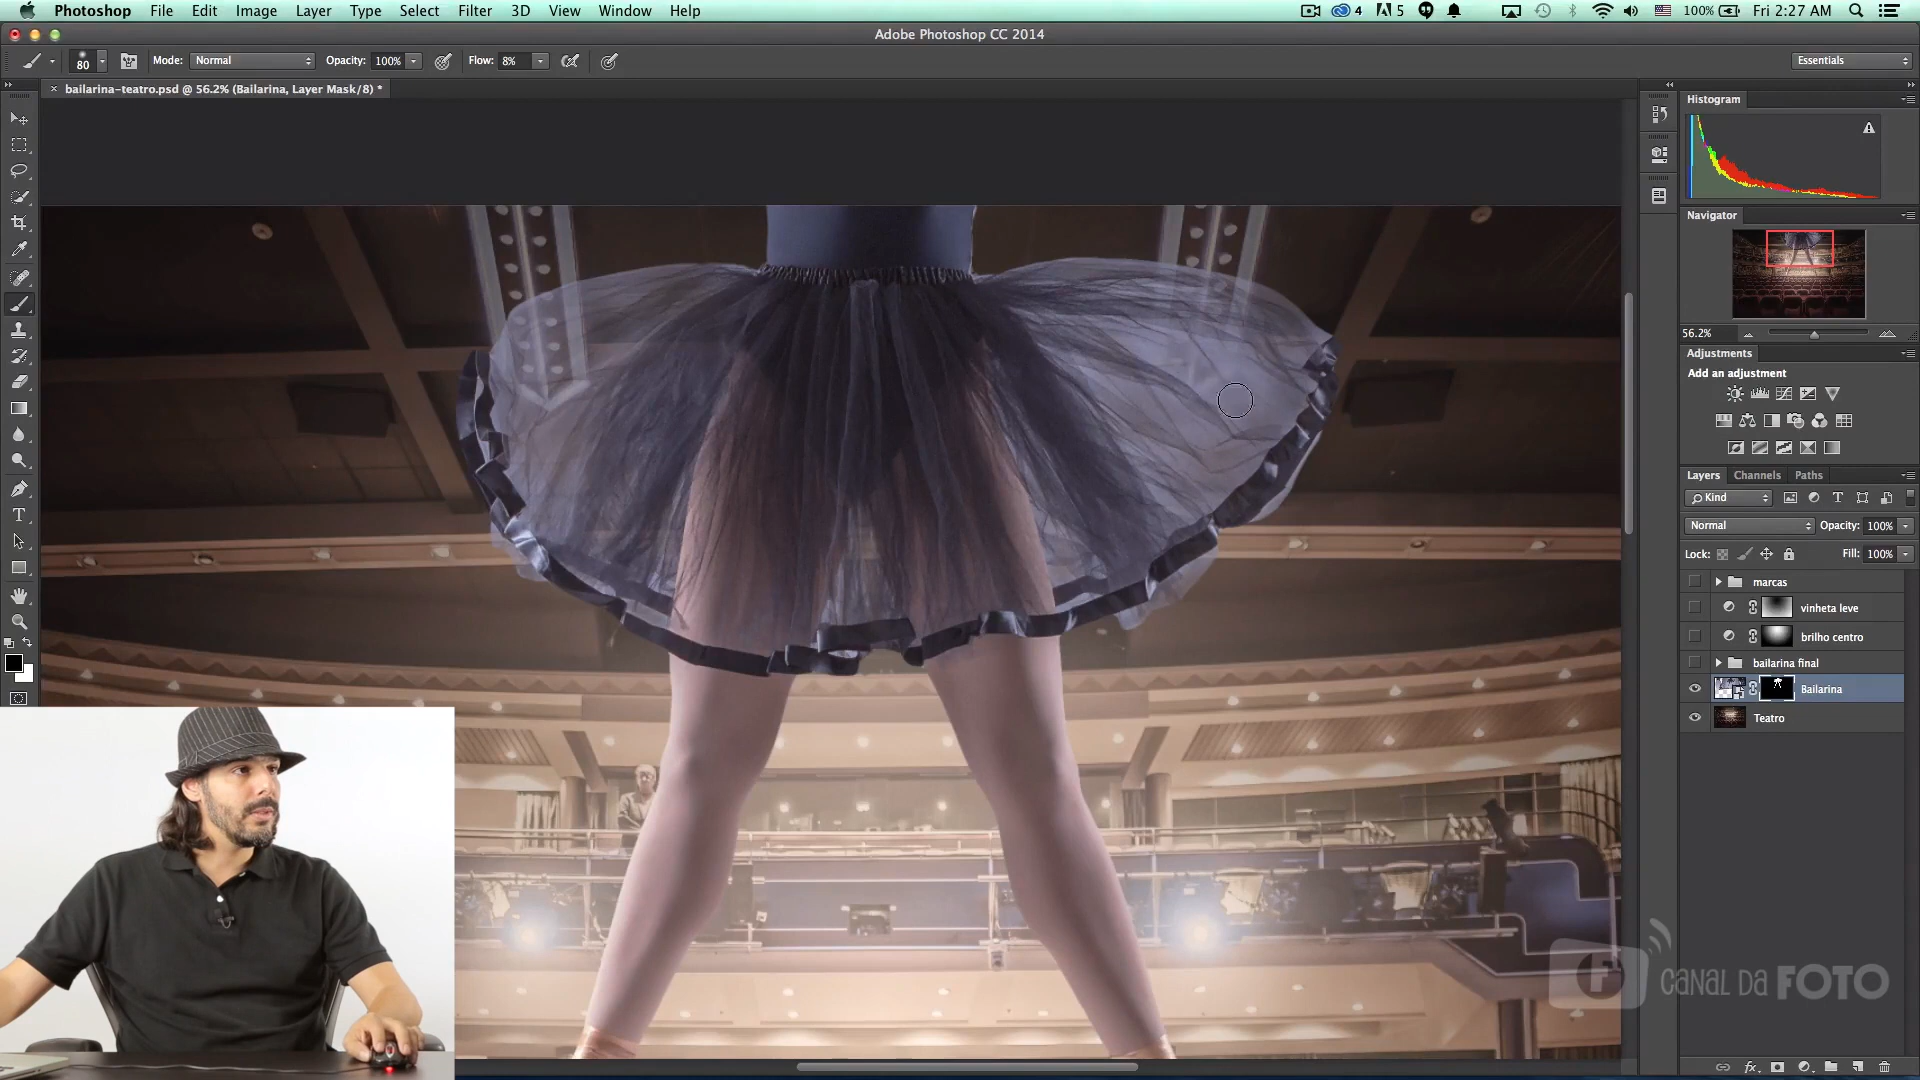 Photoshop File Edit Image Layer Type Select Filter 3D View Window Help 4 5 100% Fri 2:27 AM
Adobe Photoshop CC 2014
80 Mode: Normal Opacity: 100% Flow: 8% Essentials
× bailarina-teatro.psd @ 56.2% (Bailarina, Layer Mask/8) *
Histogram
Navigator
56.2%
Adjustments
Add an adjustment
Layers Channels Paths
Kind
Normal Opacity: 100%
Lock: Fill: 100%
marcas
vinheta leve
brilho centro
bailarina final
Bailarina
Teatro
fx
F CANAL DA FOTO